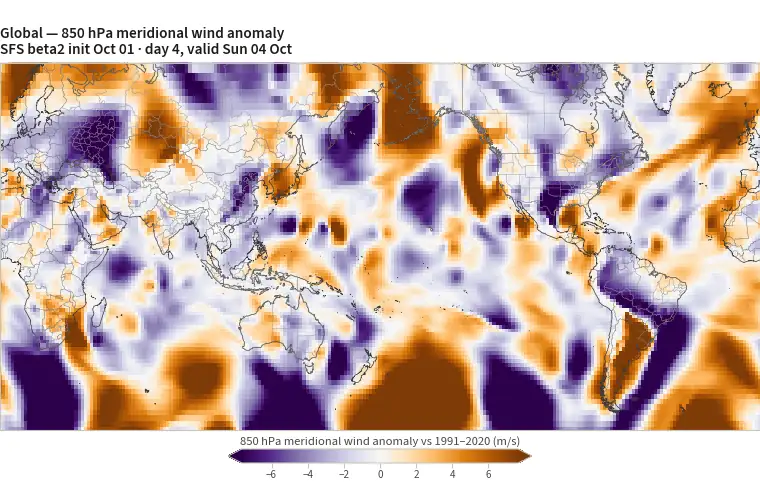 Global — 850 hPa meridional wind anomaly
SFS beta2 init Oct 01 · day 4, valid Sun 04 Oct
850 hPa meridional wind anomaly vs 1991–2020 (m/s)
−6 −4 −2 0 2 4 6